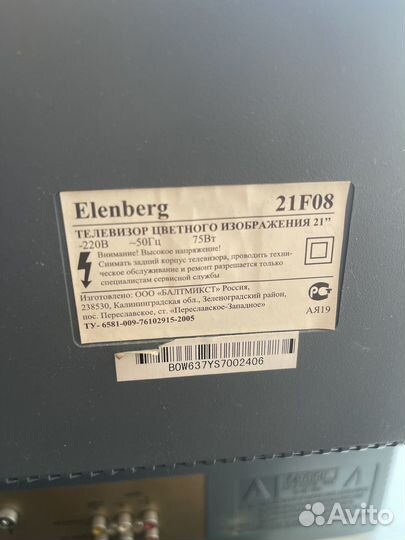 Elenberg 21F08
ТЕЛЕВИЗОР ЦВЕТНОГО ИЗОБРАЖЕНИЯ 21”
~220В ~50Гц 75Вт
Внимание! Высокое напряжение!
Снимать задний корпус телевизора, проводить техни-
ческое обслуживание и ремонт разрешается только
специалистам сервисной службы
Изготовлено: ООО «БАЛТМИКСТ» Россия,
238530, Калининградская обл., Зеленоградский район,
пос. Переславское, ст. «Переславское-Западное»
ТУ- 6581-009-76102915-2005
РС
АЯ19
B0W637YS7002406
Avito